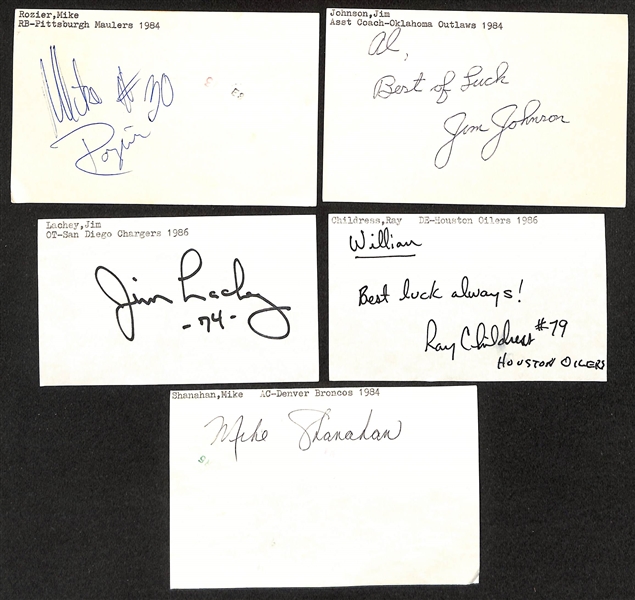 Rozier,Mike
RB-Pittsburgh Maulers 1984
Mike #30
Rozier
Johnson,Jim
Asst Coach-Oklahoma Outlaws 1984
Al,
Best of Luck
Jim Johnson
Lachey,Jim
OT-San Diego Chargers 1986
Jim Lachey
-74-
Childress,Ray DE-Houston Oilers 1986
William
Best luck always!
Ray Childress #79
HOUSTON OILERS
Shanahan,Mike AC-Denver Broncos 1984
Mike Shanahan